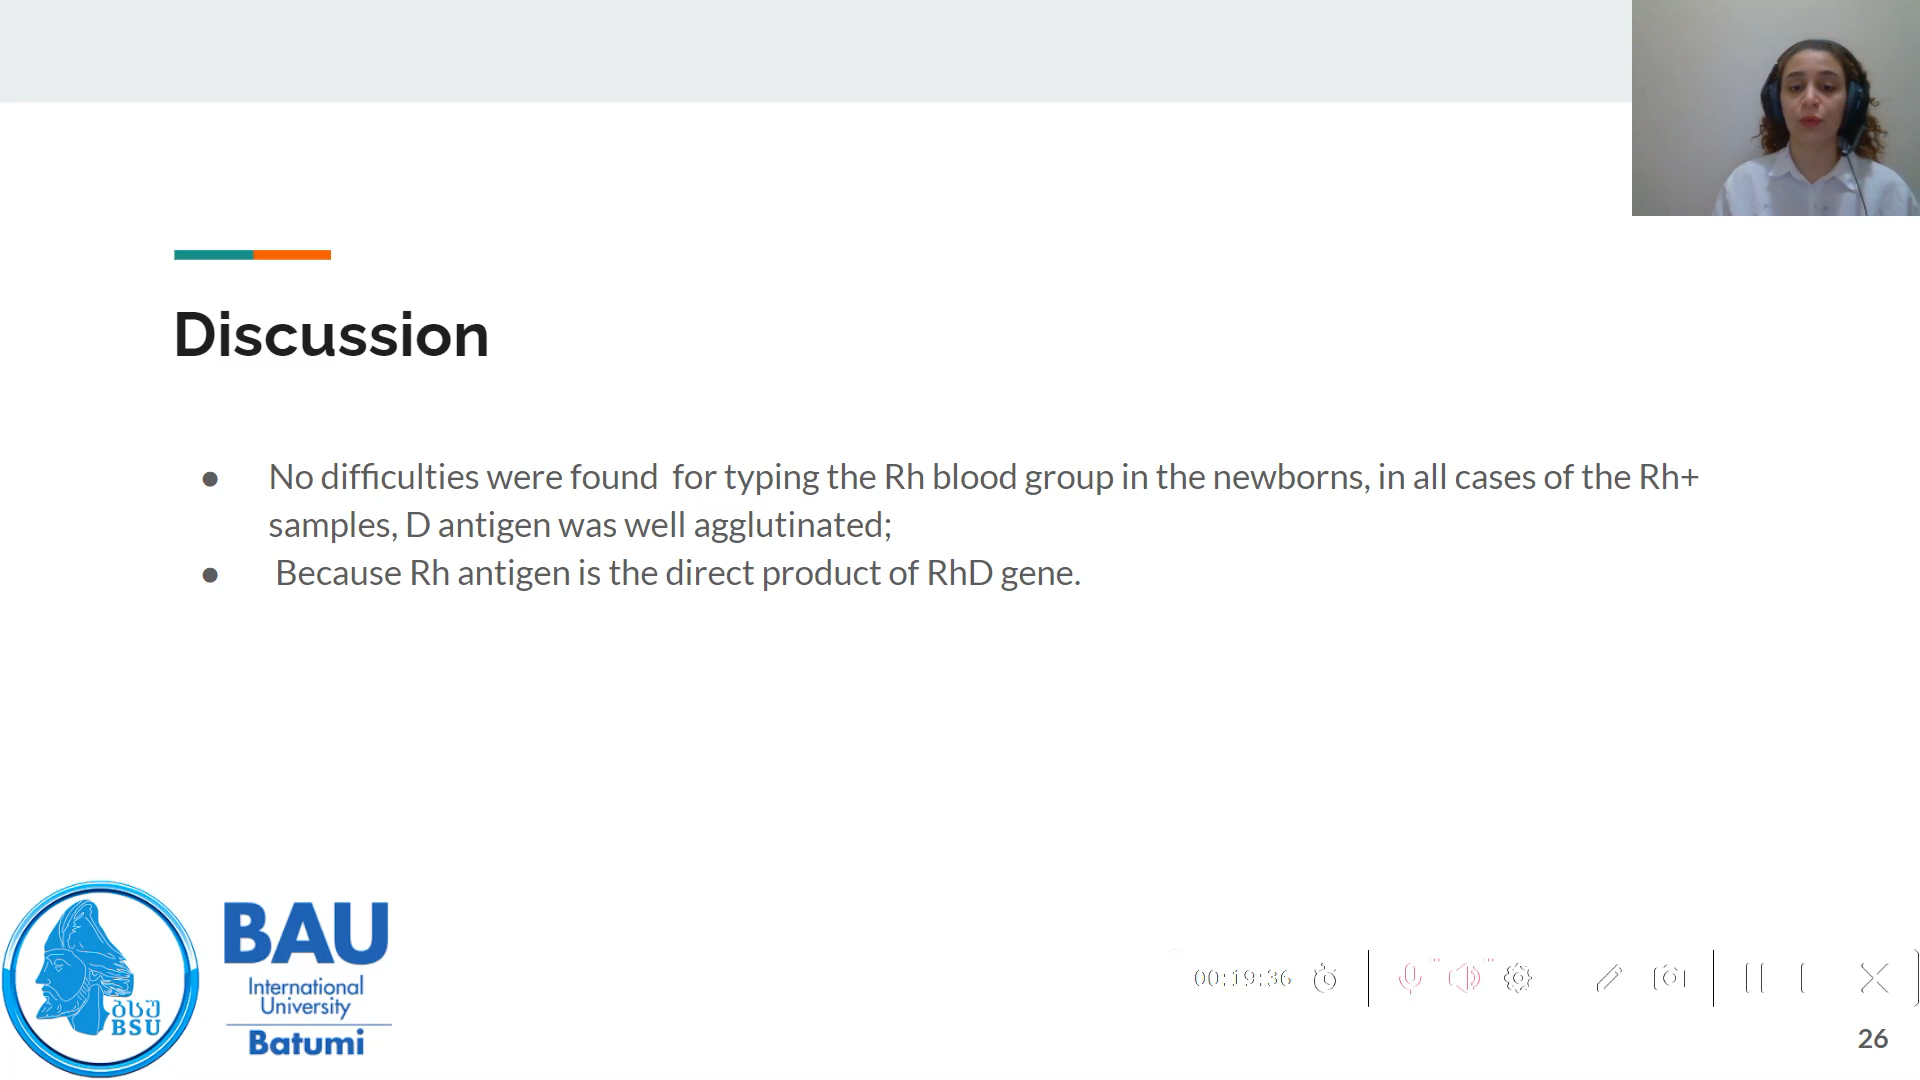 Discussion
● No difficulties were found  for typing the Rh blood group in the newborns, in all cases of the Rh+
samples, D antigen was well agglutinated;
●  Because Rh antigen is the direct product of RhD gene.
ბსუ
BSU
BAU
International
University
Batumi
00:19:36
26